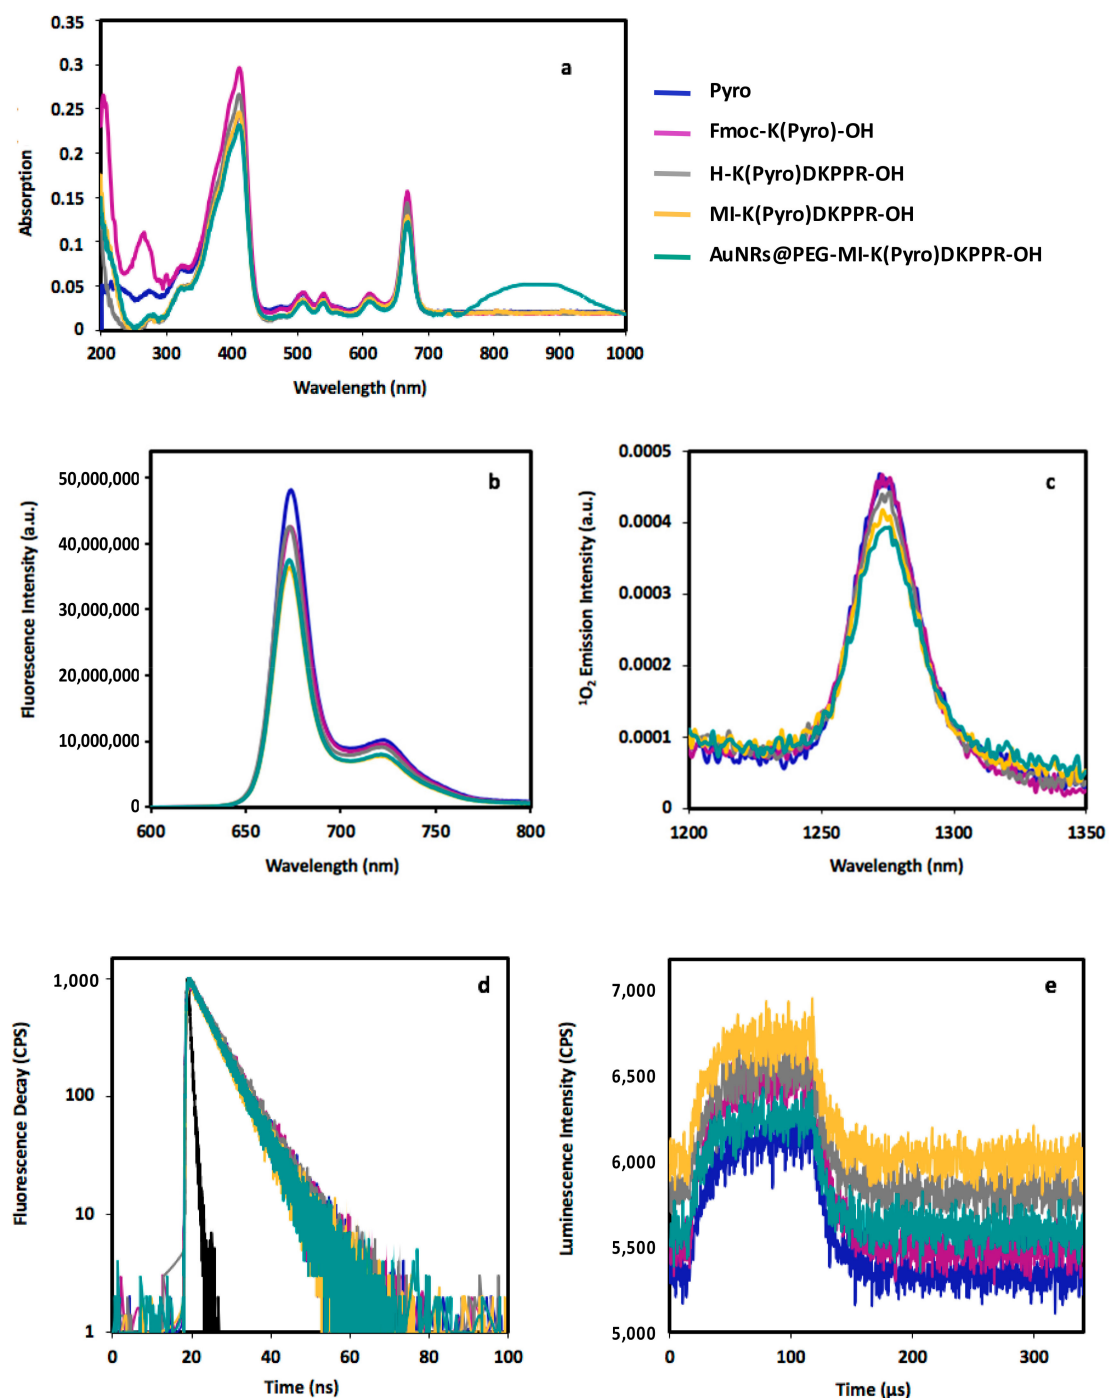 0.35
0.3
0.25
0.2
0.15
0.1
0.05
0
Absorption
a
200 300 400 500 600 700 800 900 1000
Wavelength (nm)
Pyro
Fmoc-K(Pyro)-OH
H-K(Pyro)DKPPR-OH
MI-K(Pyro)DKPPR-OH
AuNRs@PEG-MI-K(Pyro)DKPPR-OH
50,000,000
40,000,000
30,000,000
20,000,000
10,000,000
0
Fluorescence Intensity (a.u.)
b
600 650 700 750 800
Wavelength (nm)
0.0005
0.0004
0.0003
0.0002
0.0001
0
¹O₂ Emission Intensity (a.u.)
c
1200 1250 1300 1350
Wavelength (nm)
1,000
100
10
1
Fluorescence Decay (CPS)
d
0 20 40 60 80 100
Time (ns)
7,000
6,500
6,000
5,500
5,000
Luminescence Intensity (CPS)
e
0 100 200 300
Time (µs)